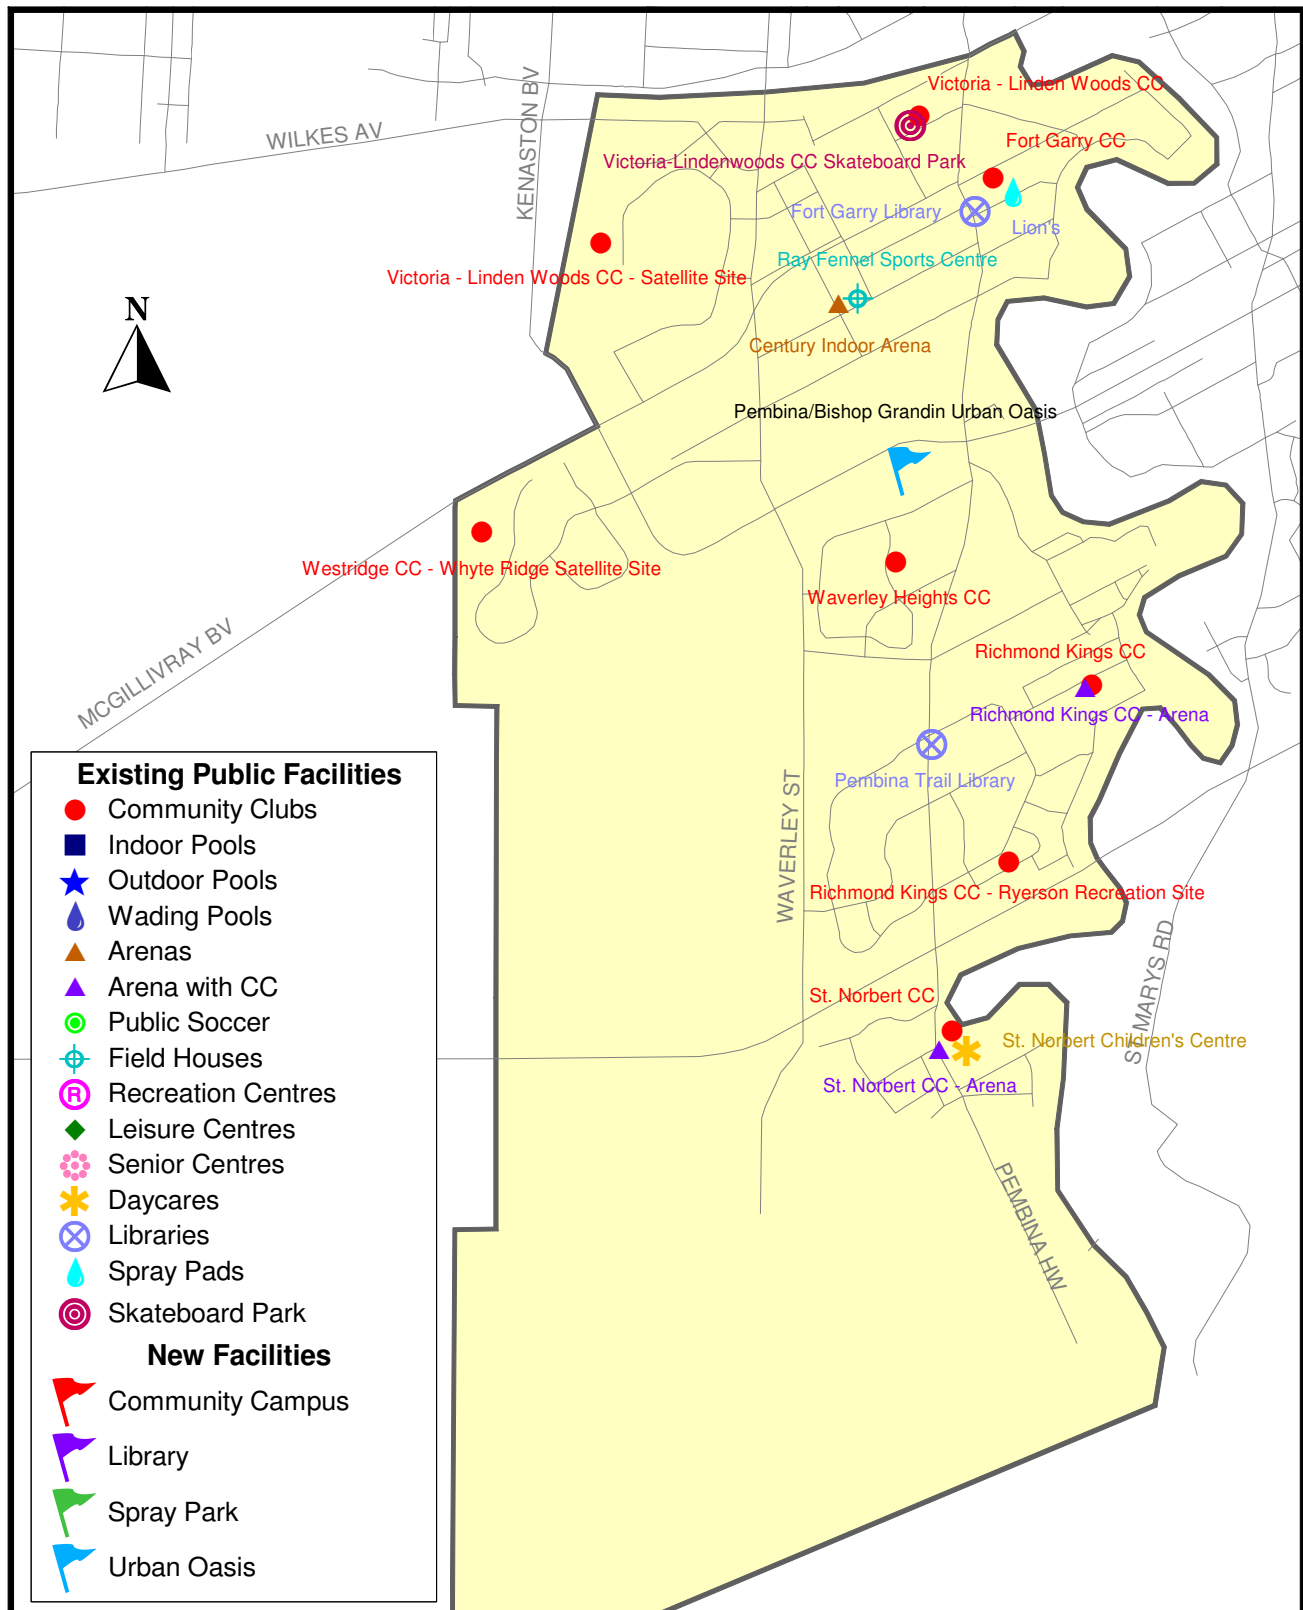 Victoria - Linden Woods CC
WILKES AV
KENASTON BV
Fort Garry CC
Victoria-Lindenwoods CC Skateboard Park
Fort Garry Library
Lion's
Ray Fennel Sports Centre
Victoria - Linden Woods CC - Satellite Site
N
Century Indoor Arena
Pembina/Bishop Grandin Urban Oasis
Westridge CC - Whyte Ridge Satellite Site
Waverley Heights CC
MCGILLIVRAY BV
Richmond Kings CC
Richmond Kings CC - Arena
Pembina Trail Library
WAVERLEY ST
Richmond Kings CC - Ryerson Recreation Site
ST MARYS RD
St. Norbert CC
St. Norbert Children's Centre
St. Norbert CC - Arena
PEMBINA HW
Existing Public Facilities
Community Clubs
Indoor Pools
Outdoor Pools
Wading Pools
Arenas
Arena with CC
Public Soccer
Field Houses
R Recreation Centres
Leisure Centres
Senior Centres
Daycares
Libraries
Spray Pads
Skateboard Park
New Facilities
Community Campus
Library
Spray Park
Urban Oasis